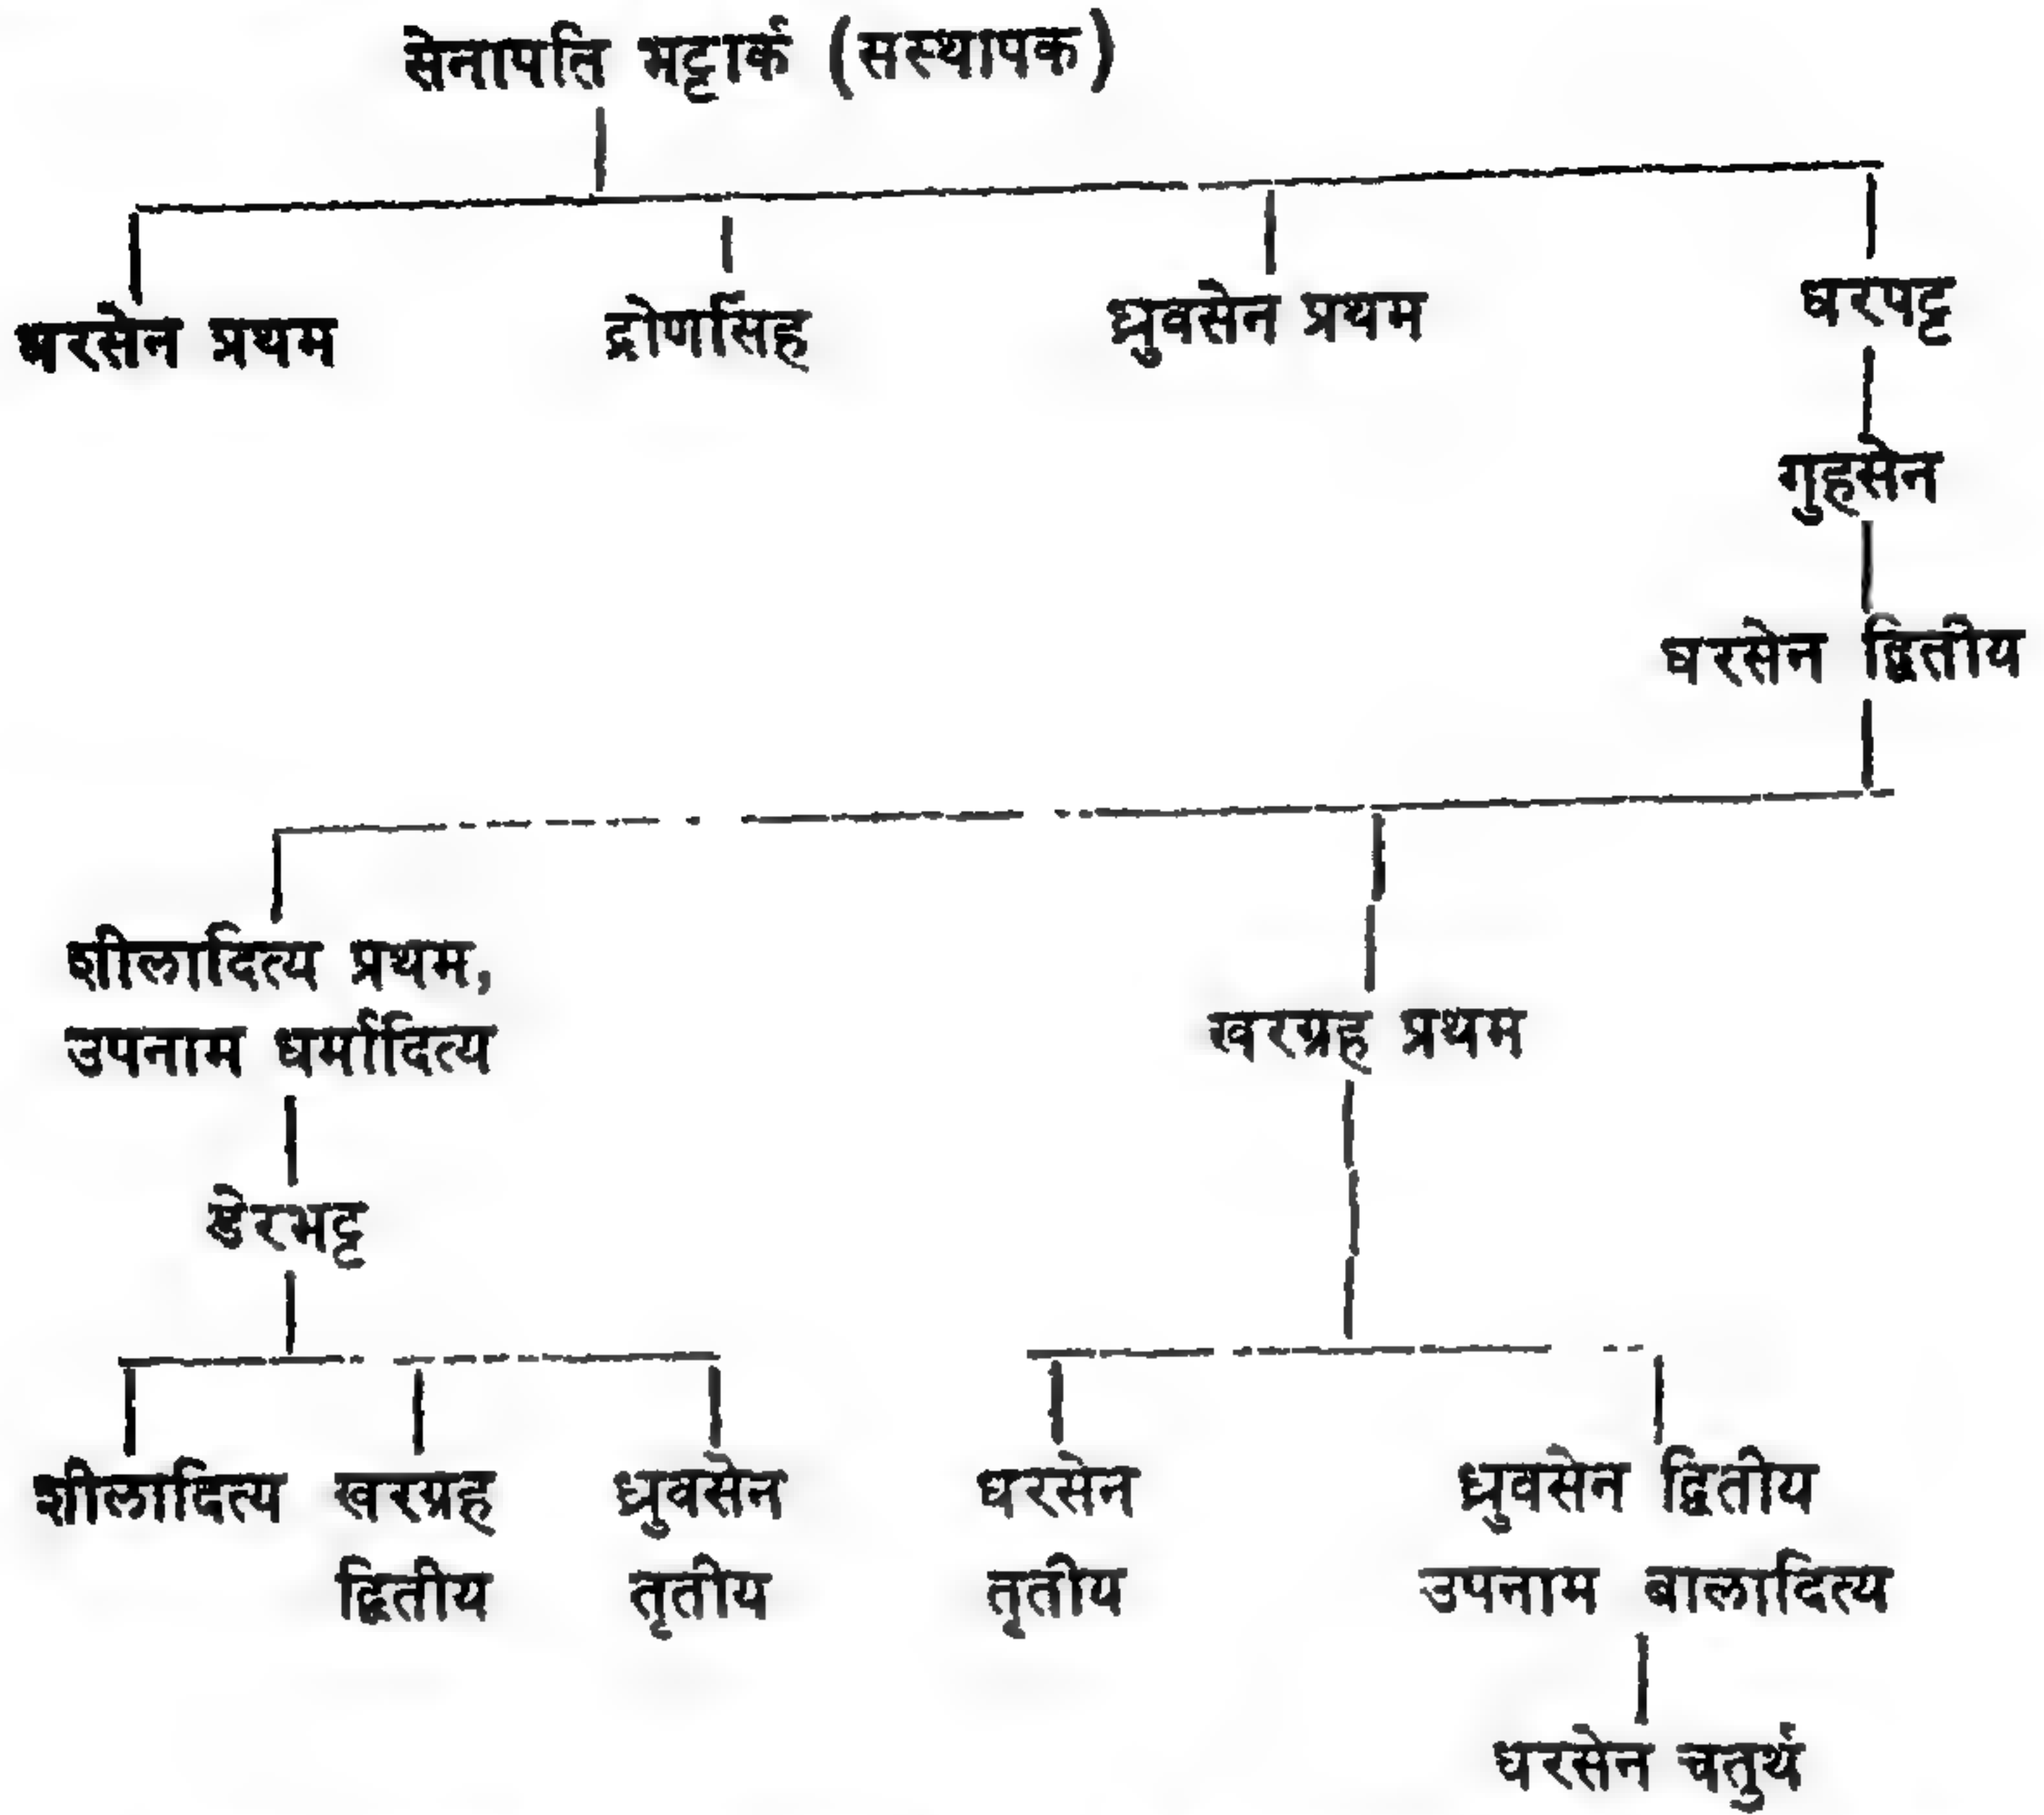 सेनापति भट्टार्क (सस्थापक)
धरसेन प्रथम द्रोणसिंह ध्रुवसेन प्रथम धरपट्ट
गुहसेन
धरसेन द्वितीय
शीलादित्य प्रथम,
उपनाम धर्मादित्य
खरग्रह प्रथम
डेरभट्ट
शीलादित्य खरग्रह ध्रुवसेन धरसेन ध्रुवसेन द्वितीय
द्वितीय तृतीय तृतीय उपनाम बालादित्य
धरसेन चतुर्थ